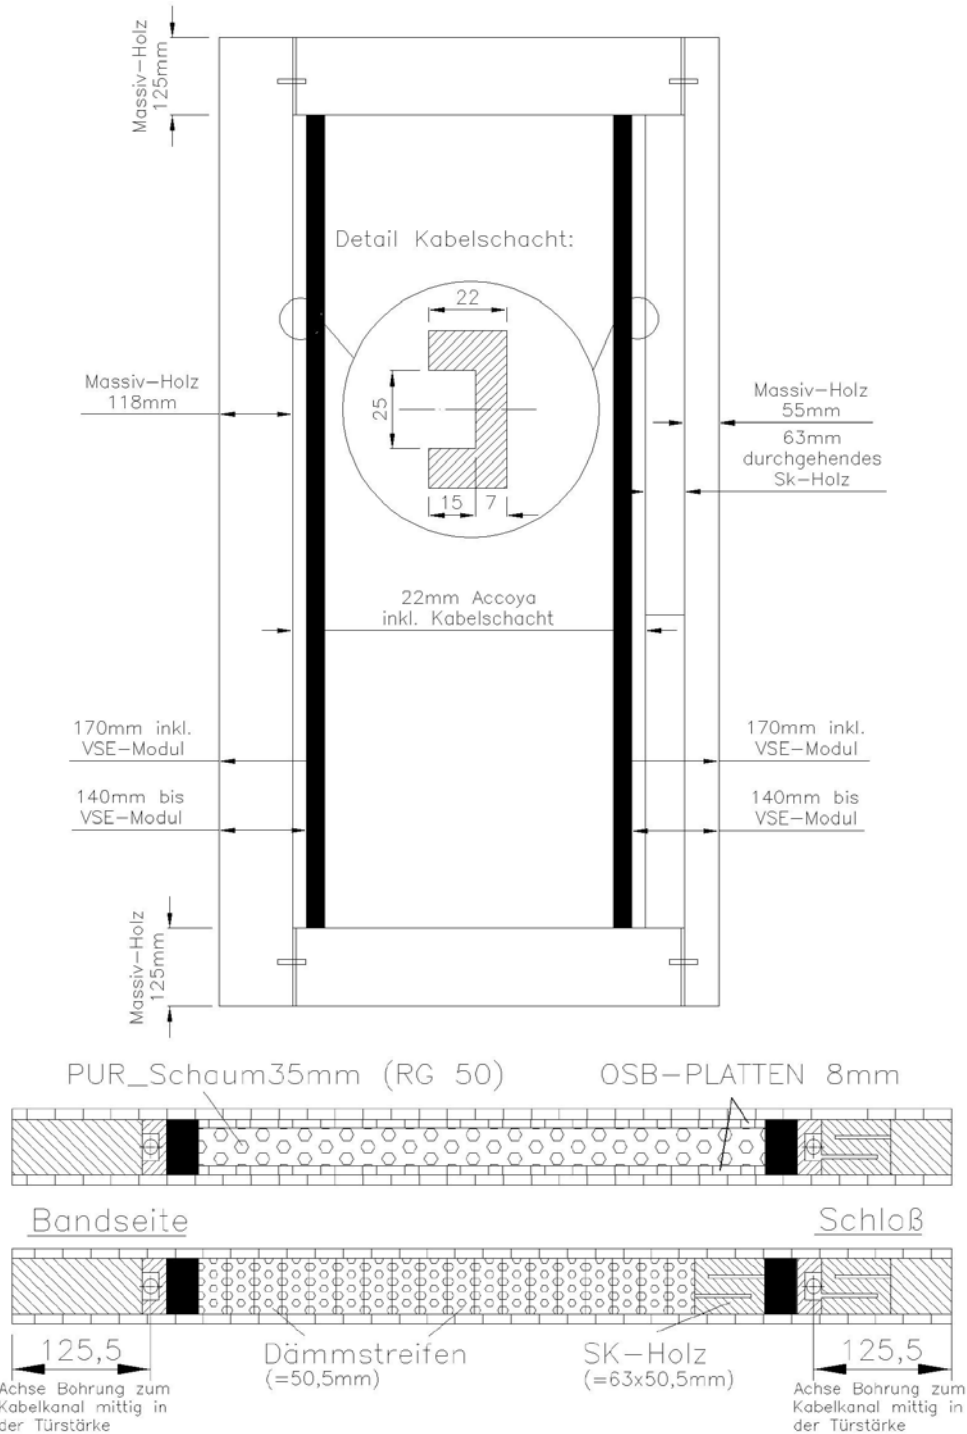 Massiv-Holz
125mm
Detail Kabelschacht:
22
25
15
7
Massiv-Holz
118mm
Massiv-Holz
55mm
63mm
durchgehendes
Sk-Holz
22mm Accoya
inkl. Kabelschacht
170mm inkl.
VSE-Modul
170mm inkl.
VSE-Modul
140mm bis
VSE-Modul
140mm bis
VSE-Modul
Massiv-Holz
125mm
PUR_Schaum35mm (RG 50)
OSB-PLATTEN 8mm
Bandseite
Schloß
125,5
Dämmstreifen
(=50,5mm)
SK-Holz
(=63x50,5mm)
125,5
Achse Bohrung zum
Kabelkanal mittig in
der Türstärke
Achse Bohrung zum
Kabelkanal mittig in
der Türstärke